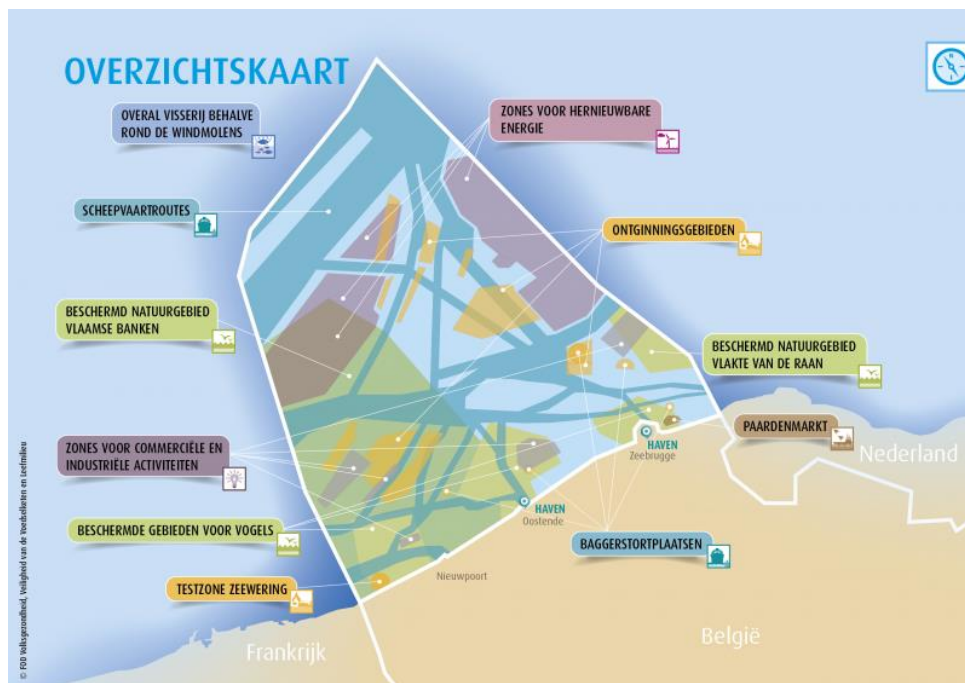 OVERZICHTSKAART
N
OVERAL VISSERIJ BEHALVE
ROND DE WINDMOLENS
ZONES VOOR HERNIEUWBARE
ENERGIE
SCHEEPVAARTROUTES
ONTGINNINGSGEBIEDEN
BESCHERMD NATUURGEBIED
VLAAMSE BANKEN
BESCHERMD NATUURGEBIED
VLAKTE VAN DE RAAN
PAARDENMARKT
ZONES VOOR COMMERCIËLE EN
INDUSTRIËLE ACTIVITEITEN
HAVEN
Zeebrugge
Nederland
HAVEN
Oostende
BESCHERMDE GEBIEDEN VOOR VOGELS
BAGGERSTORTPLAATSEN
Nieuwpoort
TESTZONE ZEEWERING
België
Frankrijk
© FOD Volksgezondheid, Veiligheid van de Voedselketen en Leefmilieu